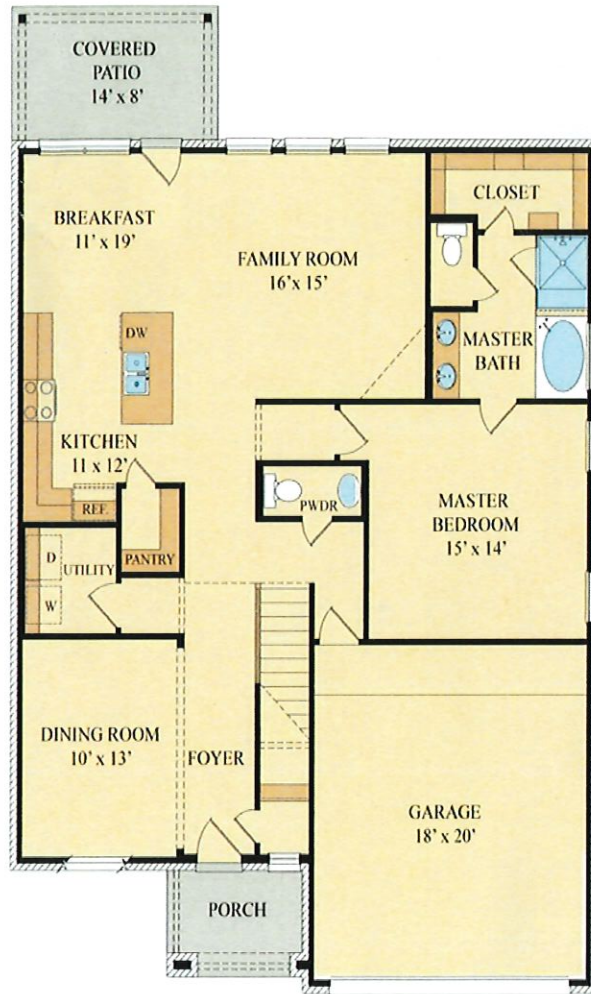 COVERED
PATIO
14' x 8'
BREAKFAST
11' x 19'
FAMILY ROOM
16' x 15'
CLOSET
DW
MASTER
BATH
KITCHEN
11 x 12'
REF.
PWDR
MASTER
BEDROOM
15' x 14'
D
UTILITY
PANTRY
W
DINING ROOM
10' x 13'
FOYER
GARAGE
18' x 20'
PORCH